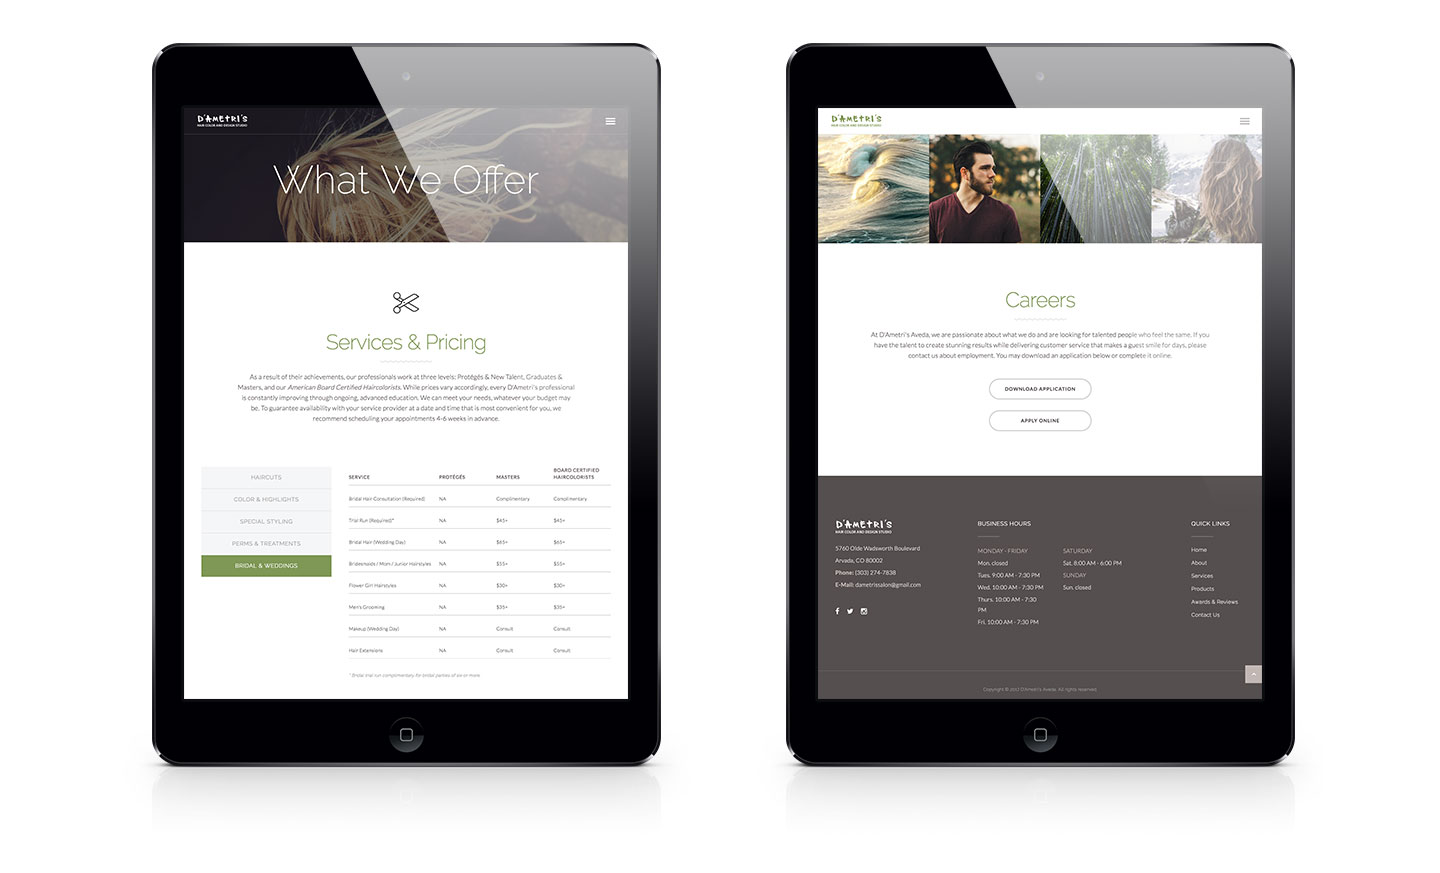 D'AMETRI'S
HAIR COLOR AND DESIGN STUDIO
What We Offer
Services & Pricing
As a result of their achievements, our professionals work at three levels: Protégés & New Talent, Graduates &
Masters, and our American Board Certified Haircolorists. While prices vary accordingly, every D'Ametri's professional
is constantly improving through ongoing, advanced education. We can meet your needs, whatever your budget may
be. To guarantee availability with your service provider at a date and time that is most convenient for you, we
recommend scheduling your appointments 4-6 weeks in advance.
HAIRCUTS
COLOR & HIGHLIGHTS
SPECIAL STYLING
PERMS & TREATMENTS
BRIDAL & WEDDINGS
SERVICE PROTÉGÉS MASTERS BOARD CERTIFIED
HAIRCOLORISTS
Bridal Hair Consultation (Required) NA Complimentary Complimentary
Trial Run (Required)* NA $45+ $45+
Bridal Hair (Wedding Day) NA $65+ $65+
Bridesmaids / Mom / Junior Hairstyles NA $55+ $55+
Flower Girl Hairstyles NA $30+ $30+
Men's Grooming NA $35+ $35+
Makeup (Wedding Day) NA Consult Consult
Hair Extensions NA Consult Consult
* Bridal trial run complimentary for bridal parties of six or more
D'AMETRI'S
HAIR COLOR AND DESIGN STUDIO
Careers
At D'Ametri's Aveda, we are passionate about what we do and are looking for talented people who feel the same. If you
have the talent to create stunning results while delivering customer service that makes a guest smile for days, please
contact us about employment. You may download an application below or complete it online.
DOWNLOAD APPLICATION
APPLY ONLINE
D'AMETRI'S
HAIR COLOR AND DESIGN STUDIO
5760 Olde Wadsworth Boulevard
Arvada, CO 80002
Phone: (303) 274-7838
E-Mail: dametrissalon@gmail.com
BUSINESS HOURS
MONDAY - FRIDAY
Mon. closed
Tues. 9:00 AM - 7:30 PM
Wed. 10:00 AM - 7:30 PM
Thurs. 10:00 AM - 7:30
PM
Fri. 10:00 AM - 7:30 PM
SATURDAY
Sat. 8:00 AM - 6:00 PM
SUNDAY
Sun. closed
QUICK LINKS
Home
About
Services
Products
Awards & Reviews
Contact Us
Copyright © 2017 D'Ametri's Aveda. All rights reserved.